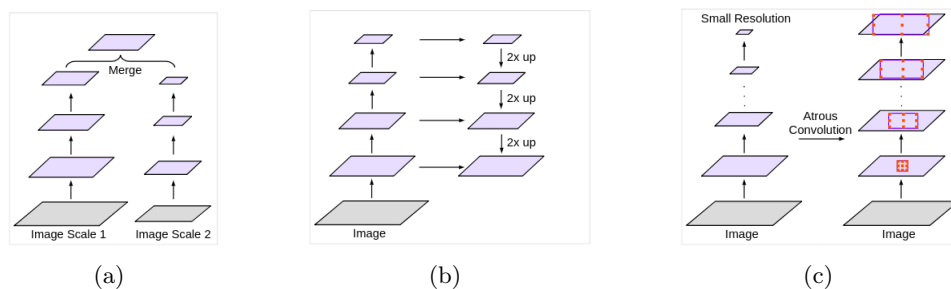 Merge
Image Scale 1
Image Scale 2
(a)
2x up
2x up
2x up
Image
(b)
Small Resolution
Atrous
Convolution
Image
Image
(c)